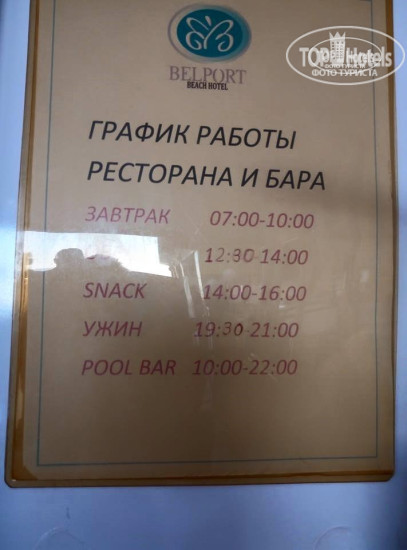 BELPORT
BEACH HOTEL
TOP Hotels
ФОТО ТУРИСТА
ГРАФИК РАБОТЫ
РЕСТОРАНА И БАРА
ЗАВТРАК 07:00-10:00
12:30-14:00
SNACK 14:00-16:00
УЖИН 19:30-21:00
POOL BAR 10:00-22:00